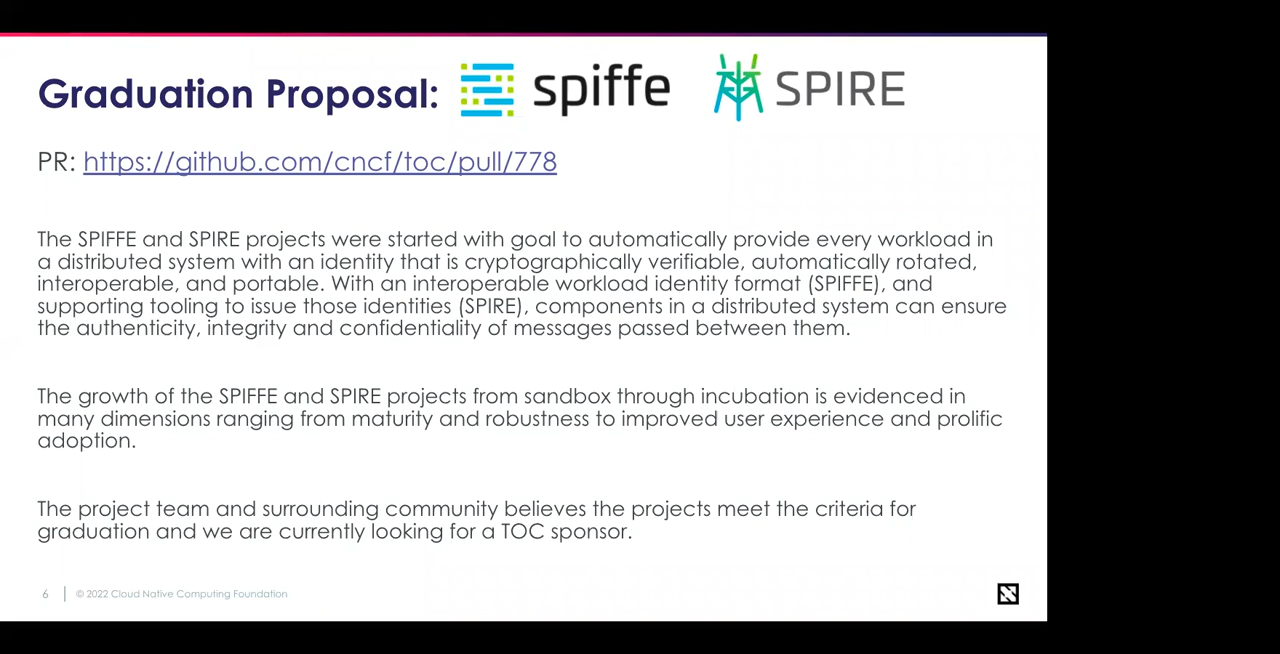 Graduation Proposal: spiffe SPIRE
PR: https://github.com/cncf/toc/pull/778
The SPIFFE and SPIRE projects were started with goal to automatically provide every workload in
a distributed system with an identity that is cryptographically verifiable, automatically rotated,
interoperable, and portable. With an interoperable workload identity format (SPIFFE), and
supporting tooling to issue those identities (SPIRE), components in a distributed system can ensure
the authenticity, integrity and confidentiality of messages passed between them.
The growth of the SPIFFE and SPIRE projects from sandbox through incubation is evidenced in
many dimensions ranging from maturity and robustness to improved user experience and prolific
adoption.
The project team and surrounding community believes the projects meet the criteria for
graduation and we are currently looking for a TOC sponsor.
6 © 2022 Cloud Native Computing Foundation